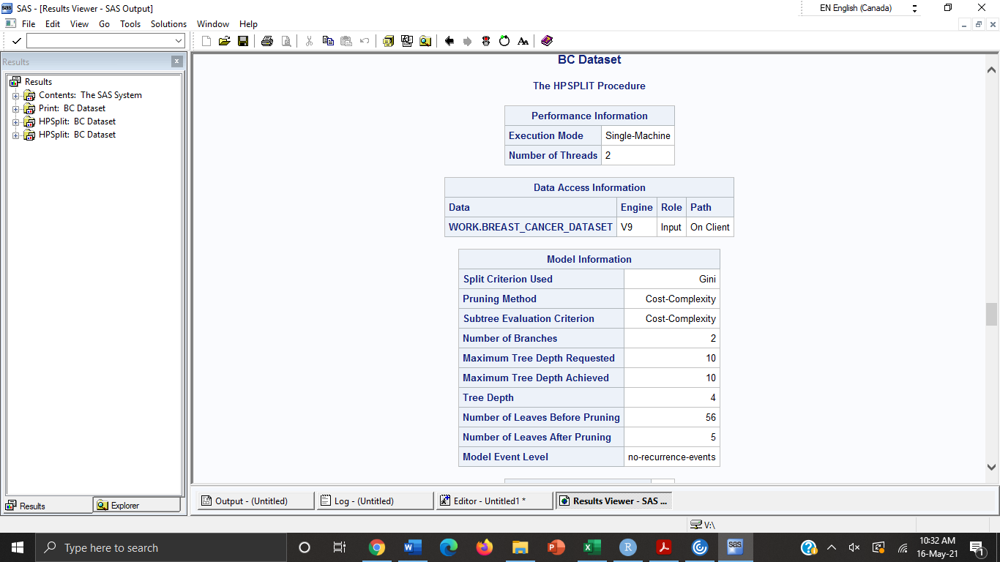 SAS - [Results Viewer - SAS Output]
EN English (Canada)
File Edit View Go Tools Solutions Window Help
Results
Results
Contents: The SAS System
Print: BC Dataset
HPSplit: BC Dataset
HPSplit: BC Dataset
BC Dataset
The HPSPLIT Procedure
Performance Information
Execution Mode Single-Machine
Number of Threads 2
Data Access Information
Data Engine Role Path
WORK.BREAST_CANCER_DATASET V9 Input On Client
Model Information
Split Criterion Used Gini
Pruning Method Cost-Complexity
Subtree Evaluation Criterion Cost-Complexity
Number of Branches 2
Maximum Tree Depth Requested 10
Maximum Tree Depth Achieved 10
Tree Depth 4
Number of Leaves Before Pruning 56
Number of Leaves After Pruning 5
Model Event Level no-recurrence-events
Results Explorer
Output - (Untitled) Log - (Untitled) Editor - Untitled1 * Results Viewer - SAS ...
V:\
Type here to search
10:32 AM
16-May-21
1